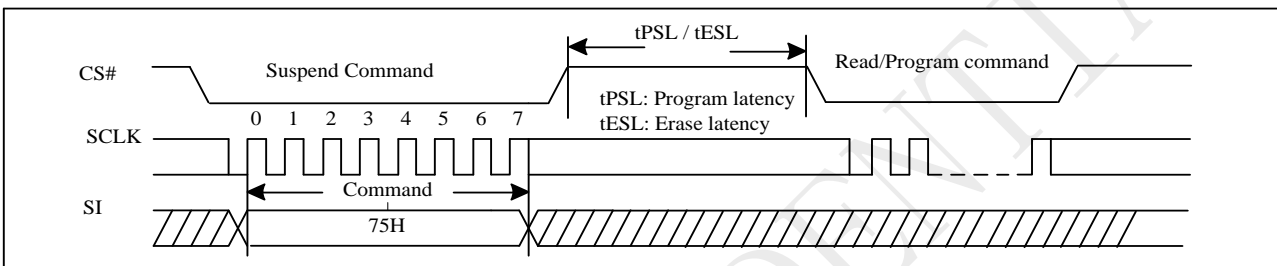 tPSL / tESL
CS#
Suspend Command
Read/Program command
tPSL: Program latency
tESL: Erase latency
0 1 2 3 4 5 6 7
SCLK
Command
SI
75H